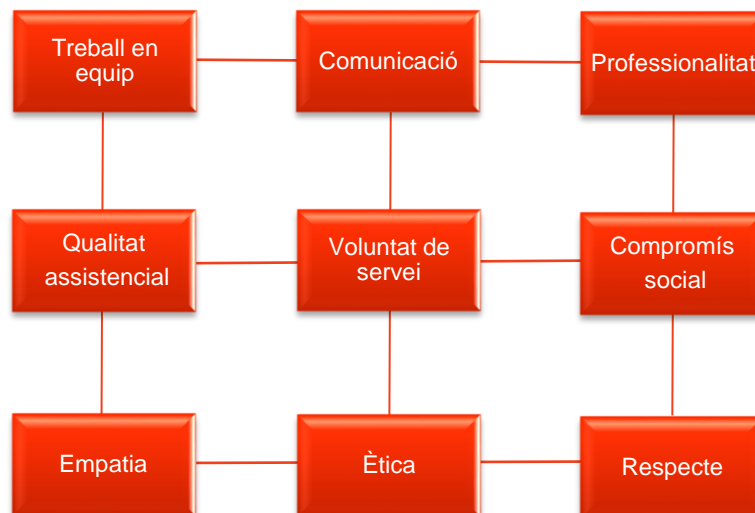 Treball en
equip
Comunicació
Professionalitat
Qualitat
assistencial
Voluntat de
servei
Compromís
social
Empatia
Ètica
Respecte